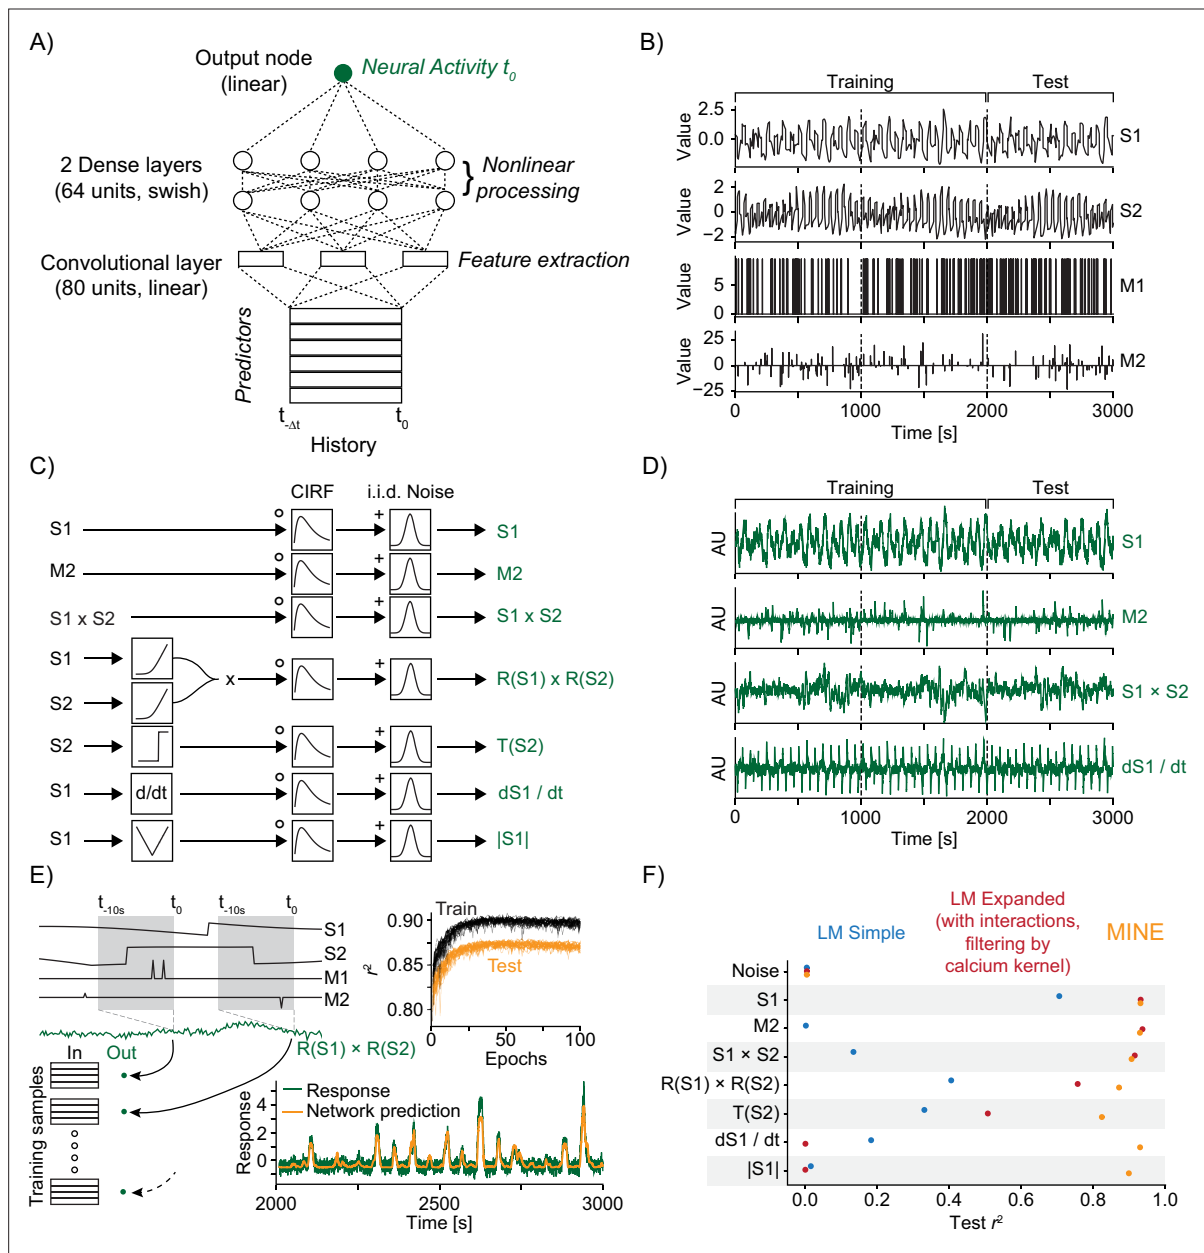 A)
Output node
(linear)
Neural Activity t0
2 Dense layers
(64 units, swish)
} Nonlinear
processing
Convolutional layer
(80 units, linear)
Feature extraction
Predictors
t-Δt
t0
History
B)
Training
Test
Value
2.5
0.0
S1
Value
2
0
−2
S2
Value
5
0
M1
Value
25
0
−25
M2
0
1000
2000
3000
Time [s]
C)
CIRF
i.i.d. Noise
S1
+
S1
M2
+
M2
S1 x S2
+
S1 x S2
S1
S2
x
+
R(S1) x R(S2)
S2
+
T(S2)
S1
d/dt
+
dS1 / dt
S1
+
|S1|
D)
Training
Test
AU
S1
AU
M2
AU
S1 × S2
AU
dS1 / dt
0
1000
2000
3000
Time [s]
E)
t-10s
t0
t-10s
t0
S1
S2
M1
M2
R(S1) × R(S2)
In
Out
Training samples
r²
0.90
0.85
0.80
Train
Test
0
50
100
Epochs
Response
4
2
0
Response
Network prediction
2000
2500
3000
Time [s]
F)
LM Simple
LM Expanded
(with interactions,
filtering by
calcium kernel)
MINE
Noise
S1
M2
S1 × S2
R(S1) × R(S2)
T(S2)
dS1 / dt
|S1|
0.0
0.2
0.4
0.6
0.8
1.0
Test r²